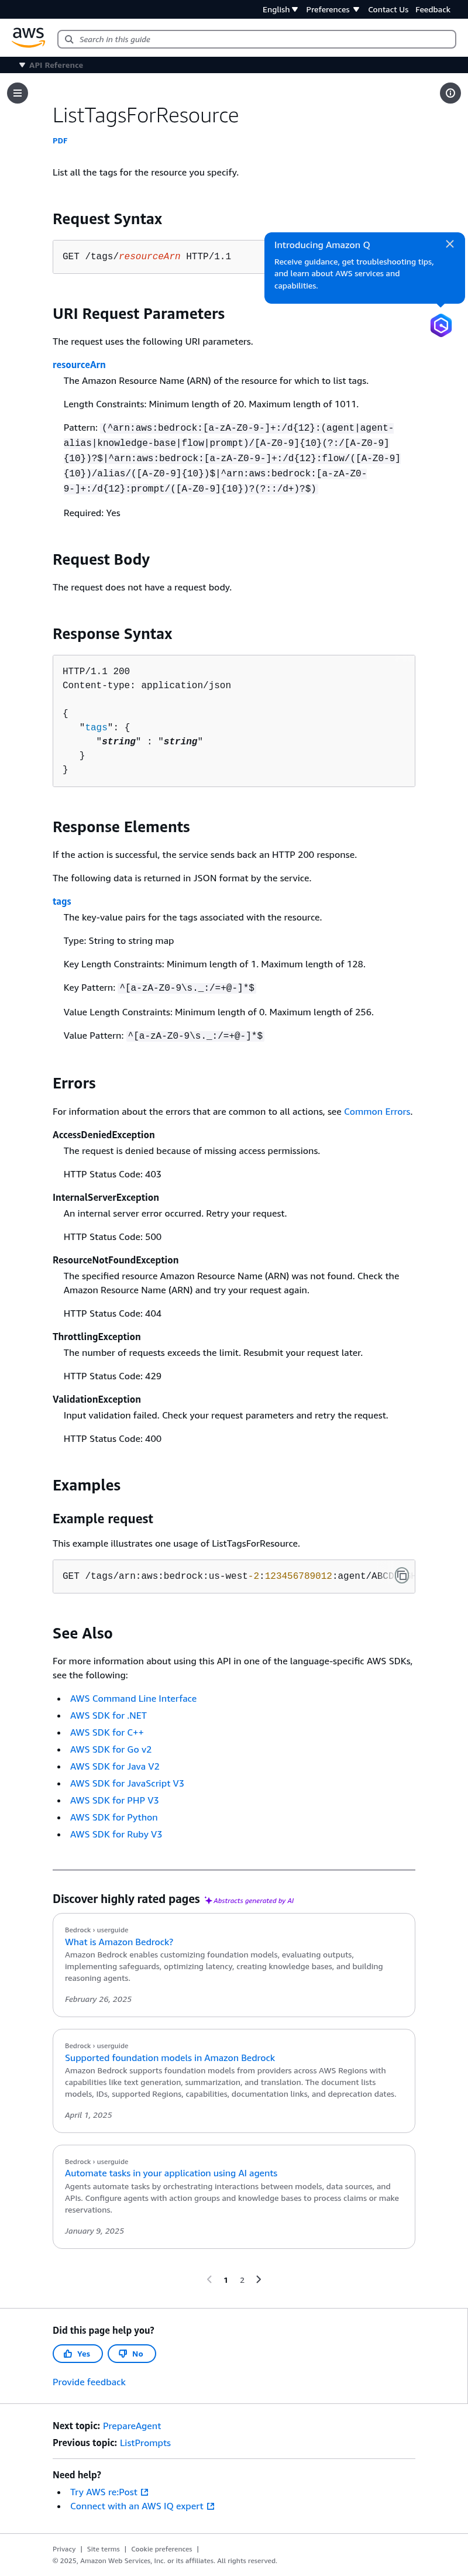 English Preferences Contact Us Feedback
aws
Search in this guide
API Reference
ListTagsForResource
PDF
List all the tags for the resource you specify.
Request Syntax
GET /tags/resourceArn HTTP/1.1
Introducing Amazon Q
Receive guidance, get troubleshooting tips,
and learn about AWS services and
capabilities.
URI Request Parameters
The request uses the following URI parameters.
resourceArn
The Amazon Resource Name (ARN) of the resource for which to list tags.
Length Constraints: Minimum length of 20. Maximum length of 1011.
Pattern: (^arn:aws:bedrock:[a-zA-Z0-9-]+:/d{12}:(agent|agent-
alias|knowledge-base|flow|prompt)/[A-Z0-9]{10}(?:/[A-Z0-9]
{10})?$|^arn:aws:bedrock:[a-zA-Z0-9-]+:/d{12}:flow/([A-Z0-9]
{10})/alias/([A-Z0-9]{10})$|^arn:aws:bedrock:[a-zA-Z0-
9-]+:/d{12}:prompt/([A-Z0-9]{10})?(?::/d+)?$)
Required: Yes
Request Body
The request does not have a request body.
Response Syntax
HTTP/1.1 200
Content-type: application/json
{
"tags": {
"string" : "string"
}
}
Response Elements
If the action is successful, the service sends back an HTTP 200 response.
The following data is returned in JSON format by the service.
tags
The key-value pairs for the tags associated with the resource.
Type: String to string map
Key Length Constraints: Minimum length of 1. Maximum length of 128.
Key Pattern: ^[a-zA-Z0-9\s._:/=+@-]*$
Value Length Constraints: Minimum length of 0. Maximum length of 256.
Value Pattern: ^[a-zA-Z0-9\s._:/=+@-]*$
Errors
For information about the errors that are common to all actions, see Common Errors.
AccessDeniedException
The request is denied because of missing access permissions.
HTTP Status Code: 403
InternalServerException
An internal server error occurred. Retry your request.
HTTP Status Code: 500
ResourceNotFoundException
The specified resource Amazon Resource Name (ARN) was not found. Check the
Amazon Resource Name (ARN) and try your request again.
HTTP Status Code: 404
ThrottlingException
The number of requests exceeds the limit. Resubmit your request later.
HTTP Status Code: 429
ValidationException
Input validation failed. Check your request parameters and retry the request.
HTTP Status Code: 400
Examples
Example request
This example illustrates one usage of ListTagsForResource.
GET /tags/arn:aws:bedrock:us-west-2:123456789012:agent/ABCD
See Also
For more information about using this API in one of the language-specific AWS SDKs,
see the following:
AWS Command Line Interface
AWS SDK for .NET
AWS SDK for C++
AWS SDK for Go v2
AWS SDK for Java V2
AWS SDK for JavaScript V3
AWS SDK for PHP V3
AWS SDK for Python
AWS SDK for Ruby V3
Discover highly rated pages Abstracts generated by AI
Bedrock › userguide
What is Amazon Bedrock?
Amazon Bedrock enables customizing foundation models, evaluating outputs,
implementing safeguards, optimizing latency, creating knowledge bases, and building
reasoning agents.
February 26, 2025
Bedrock › userguide
Supported foundation models in Amazon Bedrock
Amazon Bedrock supports foundation models from providers across AWS Regions with
capabilities like text generation, summarization, and translation. The document lists
models, IDs, supported Regions, capabilities, documentation links, and deprecation dates.
April 1, 2025
Bedrock › userguide
Automate tasks in your application using AI agents
Agents automate tasks by orchestrating interactions between models, data sources, and
APIs. Configure agents with action groups and knowledge bases to process claims or make
reservations.
January 9, 2025
1 2
Did this page help you?
Yes No
Provide feedback
Next topic: PrepareAgent
Previous topic: ListPrompts
Need help?
Try AWS re:Post
Connect with an AWS IQ expert
Privacy | Site terms | Cookie preferences |
© 2025, Amazon Web Services, Inc. or its affiliates. All rights reserved.